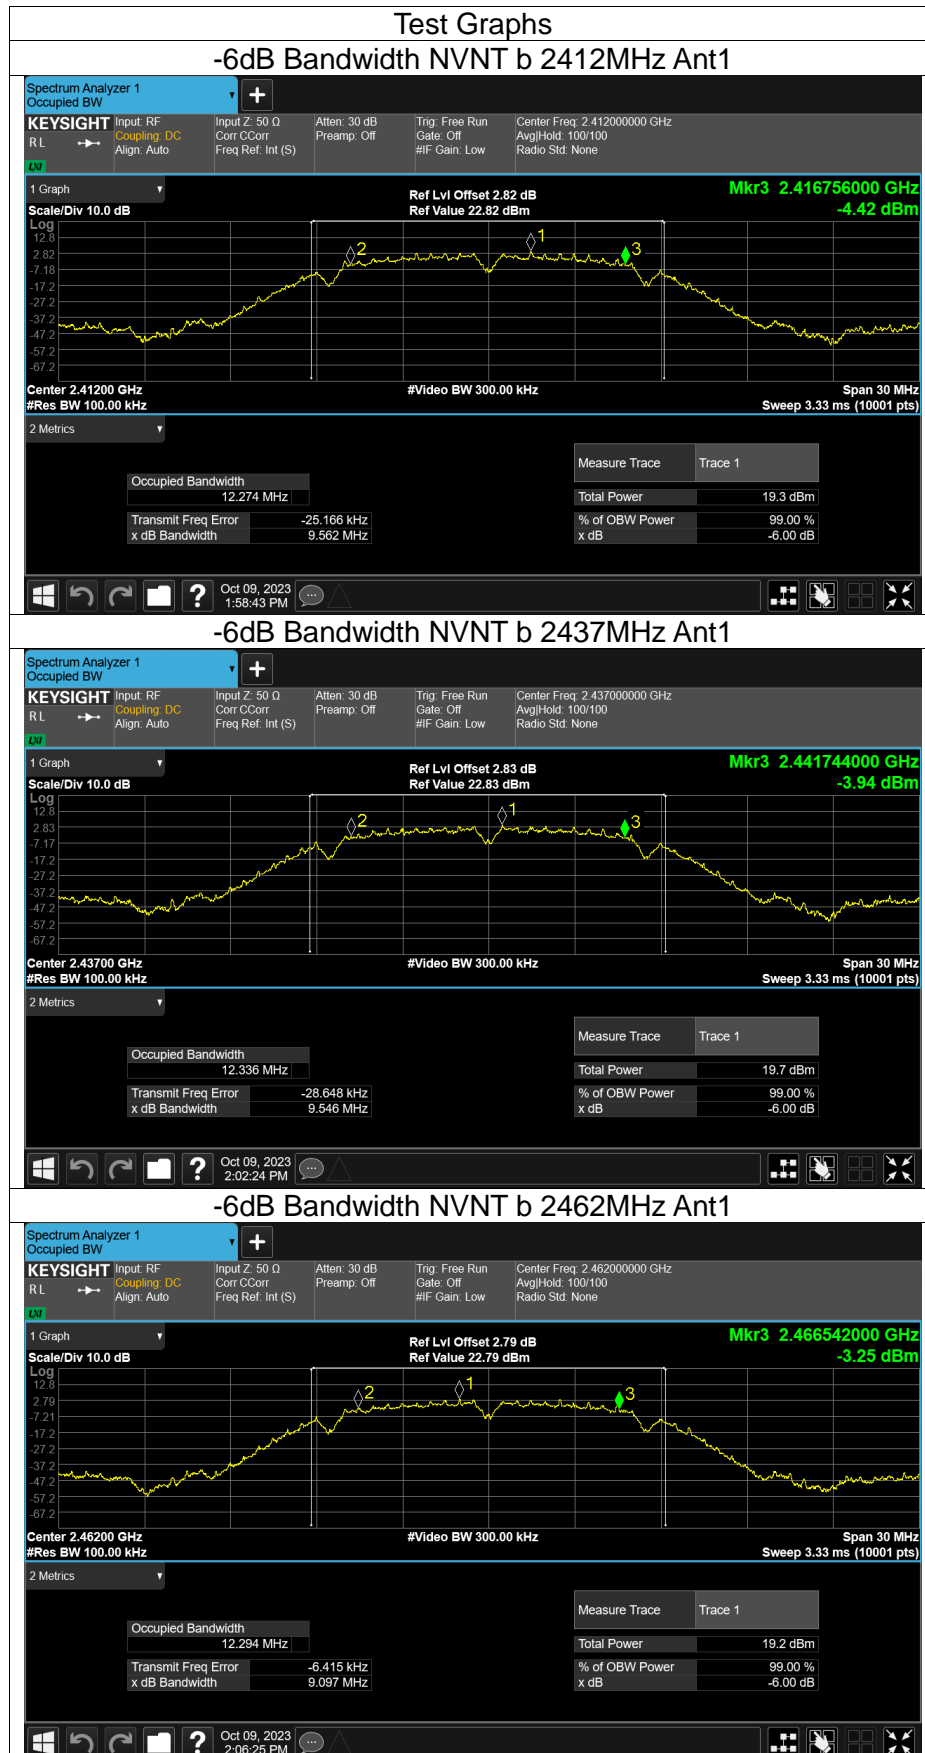 Test Graphs
-6dB Bandwidth NVNT b 2412MHz Ant1
Spectrum Analyzer 1
Occupied BW
KEYSIGHT Input: RF Input Z: 50 Ω Atten: 30 dB Trig: Free Run Center Freq: 2.412000000 GHz
RL Coupling: DC Corr CCorr Preamp: Off Gate: Off Avg|Hold: 100/100
Align: Auto Freq Ref: Int (S) #IF Gain: Low Radio Std: None
LXI
1 Graph Ref Lvl Offset 2.82 dB Mkr3 2.416756000 GHz
Scale/Div 10.0 dB Ref Value 22.82 dBm -4.42 dBm
Log
12.8
2.82
-7.18
-17.2
-27.2
-37.2
-47.2
-57.2
-67.2
2
1
3
Center 2.41200 GHz #Video BW 300.00 kHz Span 30 MHz
#Res BW 100.00 kHz Sweep 3.33 ms (10001 pts)
2 Metrics
Measure Trace Trace 1
Occupied Bandwidth
12.274 MHz Total Power 19.3 dBm
Transmit Freq Error -25.166 kHz % of OBW Power 99.00 %
x dB Bandwidth 9.562 MHz x dB -6.00 dB
Oct 09, 2023
1:58:43 PM
-6dB Bandwidth NVNT b 2437MHz Ant1
Spectrum Analyzer 1
Occupied BW
KEYSIGHT Input: RF Input Z: 50 Ω Atten: 30 dB Trig: Free Run Center Freq: 2.437000000 GHz
RL Coupling: DC Corr CCorr Preamp: Off Gate: Off Avg|Hold: 100/100
Align: Auto Freq Ref: Int (S) #IF Gain: Low Radio Std: None
LXI
1 Graph Ref Lvl Offset 2.83 dB Mkr3 2.441744000 GHz
Scale/Div 10.0 dB Ref Value 22.83 dBm -3.94 dBm
Log
12.8
2.83
-7.17
-17.2
-27.2
-37.2
-47.2
-57.2
-67.2
2
1
3
Center 2.43700 GHz #Video BW 300.00 kHz Span 30 MHz
#Res BW 100.00 kHz Sweep 3.33 ms (10001 pts)
2 Metrics
Measure Trace Trace 1
Occupied Bandwidth
12.336 MHz Total Power 19.7 dBm
Transmit Freq Error -28.648 kHz % of OBW Power 99.00 %
x dB Bandwidth 9.546 MHz x dB -6.00 dB
Oct 09, 2023
2:02:24 PM
-6dB Bandwidth NVNT b 2462MHz Ant1
Spectrum Analyzer 1
Occupied BW
KEYSIGHT Input: RF Input Z: 50 Ω Atten: 30 dB Trig: Free Run Center Freq: 2.462000000 GHz
RL Coupling: DC Corr CCorr Preamp: Off Gate: Off Avg|Hold: 100/100
Align: Auto Freq Ref: Int (S) #IF Gain: Low Radio Std: None
LXI
1 Graph Ref Lvl Offset 2.79 dB Mkr3 2.466542000 GHz
Scale/Div 10.0 dB Ref Value 22.79 dBm -3.25 dBm
Log
12.8
2.79
-7.21
-17.2
-27.2
-37.2
-47.2
-57.2
-67.2
2
1
3
Center 2.46200 GHz #Video BW 300.00 kHz Span 30 MHz
#Res BW 100.00 kHz Sweep 3.33 ms (10001 pts)
2 Metrics
Measure Trace Trace 1
Occupied Bandwidth
12.294 MHz Total Power 19.2 dBm
Transmit Freq Error -6.415 kHz % of OBW Power 99.00 %
x dB Bandwidth 9.097 MHz x dB -6.00 dB
Oct 09, 2023
2:06:25 PM